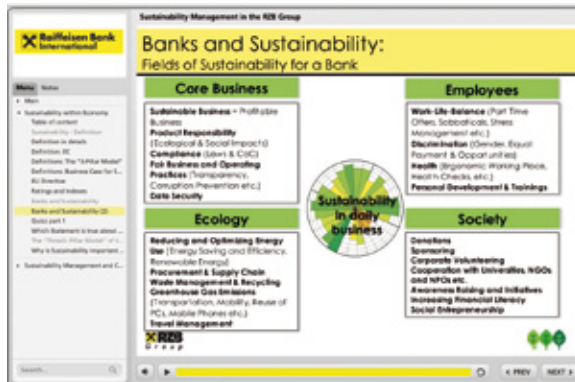 Sustainability Management in the RZB Group
Raiffeisen Bank
International
Menu Notes
Main
Sustainability within Economy
Table of content
Sustainability - Definition
Definition in details
Definition: EC
Definitions: The "3-Pillar Model"
Definitions: Business Case for S...
EU Directive
Ratings and Indexes
Banks and Sustainability
Banks and Sustainability (2)
Quizz part 1
Which Statement is true about ...
The "Three-Pillar Model" of
Why is Sustainability important ...
Sustainability Management and C...
Search...
Banks and Sustainability:
Fields of Sustainability for a Bank
Core Business
Sustainable Business = Profitable
Business
Product Responsibility
(Ecological & Social Impacts)
Compliance (Laws & CoC)
Fair Business and Operating
Practices (Transparency,
Corruption Prevention etc.)
Data Security
Employees
Work-Life-Balance (Part Time
Offers, Sabbaticals, Stress
Management etc.)
Discrimination (Gender, Equal
Payment & Opportunities)
Health (Ergonomic Working Place,
Health Checks, etc.)
Personal Development & Trainings
Sustainability
in daily
business
Ecology
Reducing and Optimizing Energy
Use (Energy Saving and Efficiency,
Renewable Energy)
Procurement & Supply Chain
Waste Management & Recycling
Greenhouse Gas Emissions
(Transportation, Mobility, Reuse of
PCs, Mobile Phones etc.)
Travel Management
Society
Donations
Sponsoring
Corporate Volunteering
Cooperation with Universities, NGOs
and NPOs etc.
Awareness Raising and Initiatives
Increasing Financial Literacy
Social Entrepreneurship
RZB
Group
< PREV
NEXT >